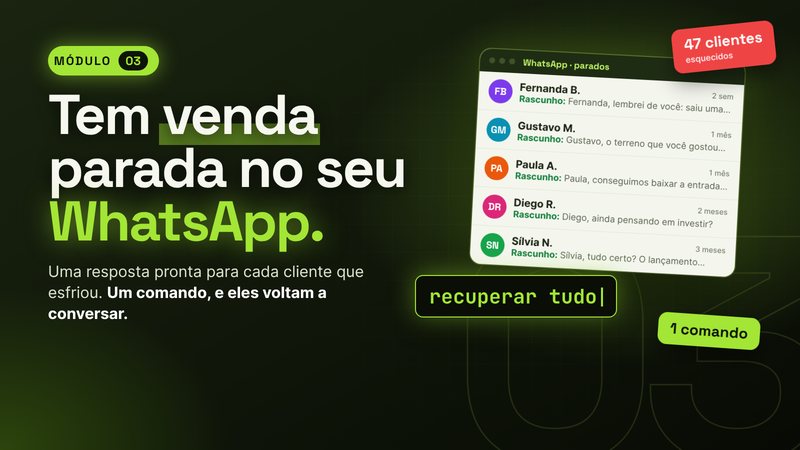 MÓDULO 03
Tem venda
parada no seu
WhatsApp.
Uma resposta pronta para cada cliente que
esfriou. Um comando, e eles voltam a
conversar.
47 clientes
esquecidos
WhatsApp · parados
FB
Fernanda B.
2 sem
Rascunho: Fernanda, lembrei de você: saiu uma...
GM
Gustavo M.
1 mês
Rascunho: Gustavo, o terreno que você gostou...
PA
Paula A.
1 mês
Rascunho: Paula, conseguimos baixar a entrada...
DR
Diego R.
2 meses
Rascunho: Diego, ainda pensando em investir?
SN
Sílvia N.
3 meses
Rascunho: Sílvia, tudo certo? O lançamento...
recuperar tudo|
1 comando
03